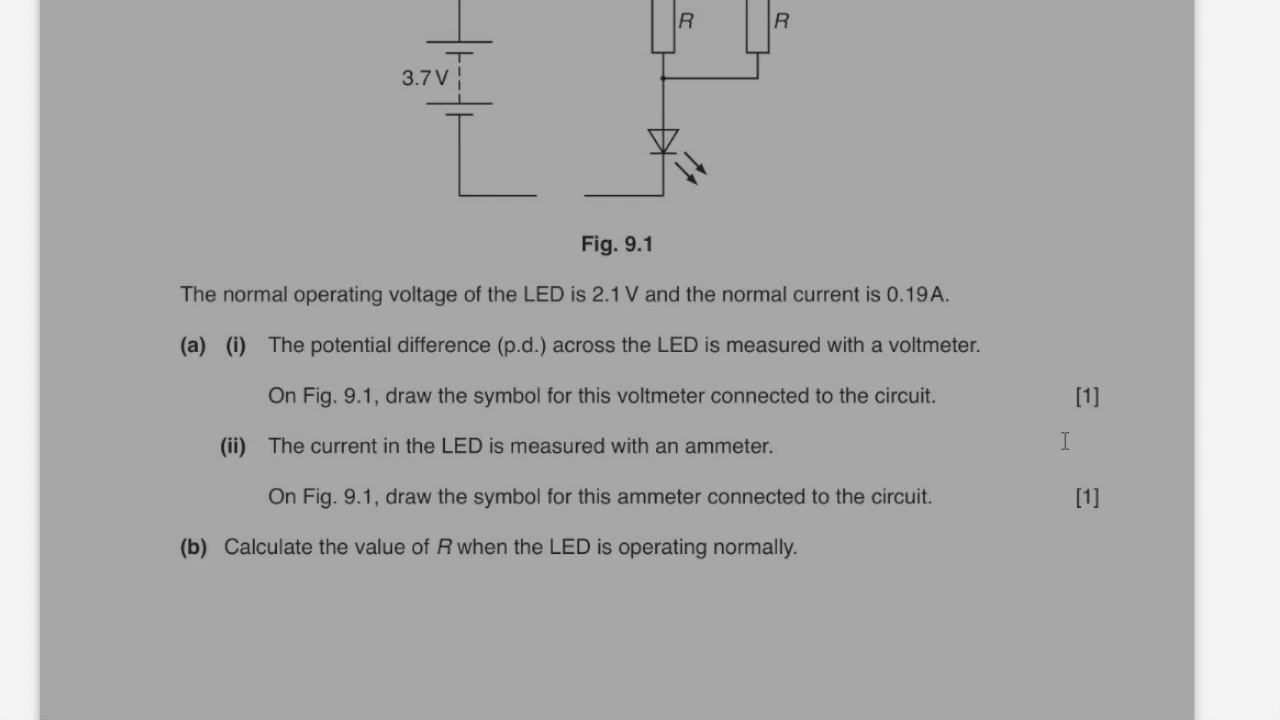 R R
3.7 V
Fig. 9.1
The normal operating voltage of the LED is 2.1 V and the normal current is 0.19 A.
(a) (i) The potential difference (p.d.) across the LED is measured with a voltmeter.
On Fig. 9.1, draw the symbol for this voltmeter connected to the circuit. [1]
(ii) The current in the LED is measured with an ammeter.
On Fig. 9.1, draw the symbol for this ammeter connected to the circuit. [1]
(b) Calculate the value of R when the LED is operating normally.